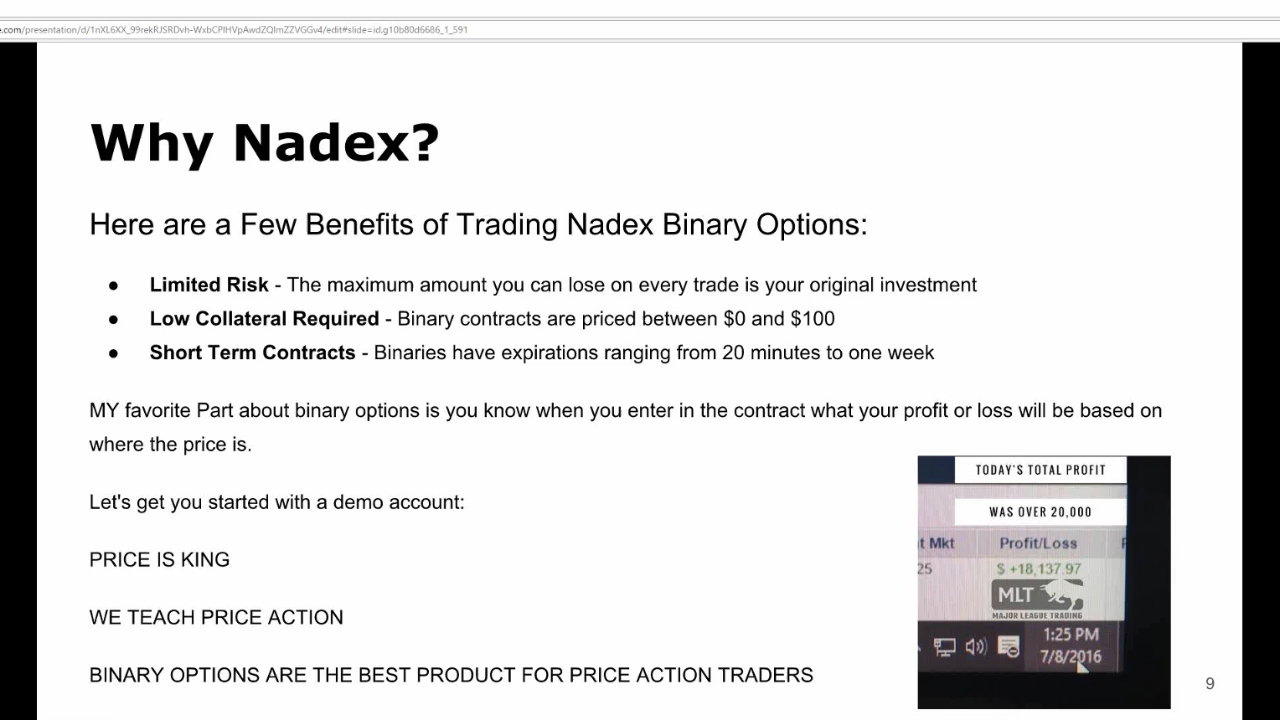 e.com/presentation/d/1nXL6XX_99rekRJSRDvh-WxbCPIHVpAwdZQImZZVGGv4/edit#slide=id.g10b80d6686_1_591
Why Nadex?
Here are a Few Benefits of Trading Nadex Binary Options:
● Limited Risk - The maximum amount you can lose on every trade is your original investment
● Low Collateral Required - Binary contracts are priced between $0 and $100
● Short Term Contracts - Binaries have expirations ranging from 20 minutes to one week
MY favorite Part about binary options is you know when you enter in the contract what your profit or loss will be based on
where the price is.
Let's get you started with a demo account:
PRICE IS KING
WE TEACH PRICE ACTION
BINARY OPTIONS ARE THE BEST PRODUCT FOR PRICE ACTION TRADERS
TODAY'S TOTAL PROFIT
WAS OVER 20,000
t Mkt Profit/Loss
25 $ +18,137.97
MLT
MAJOR LEAGUE TRADING
1:25 PM
7/8/2016
9